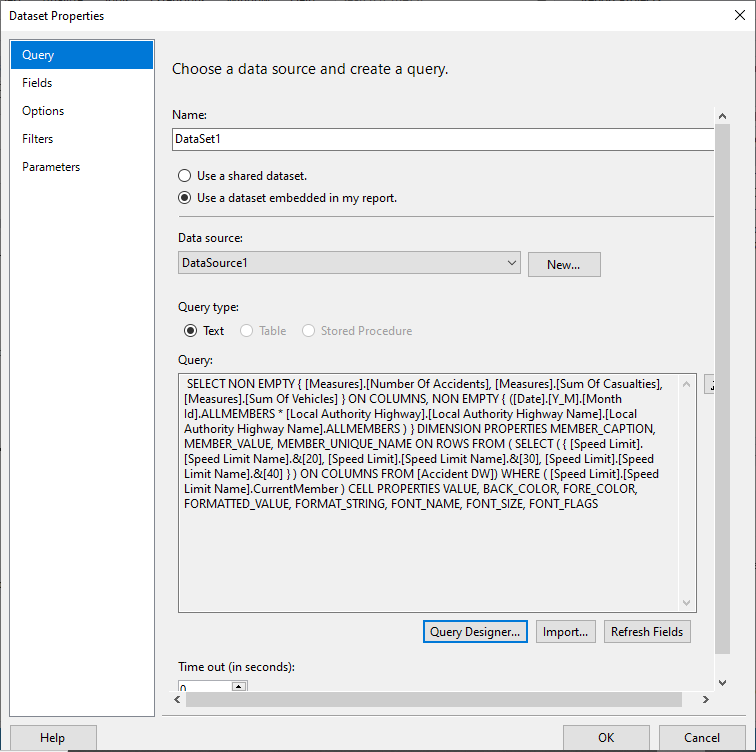 Dataset Properties
Query
Fields
Options
Filters
Parameters
Choose a data source and create a query.
Name:
DataSet1
Use a shared dataset.
Use a dataset embedded in my report.
Data source:
DataSource1
New...
Query type:
Text
Table
Stored Procedure
Query:
SELECT NON EMPTY { [Measures].[Number Of Accidents], [Measures].[Sum Of Casualties],
[Measures].[Sum Of Vehicles] } ON COLUMNS, NON EMPTY { ([Date].[Y_M].[Month
Id].ALLMEMBERS * [Local Authority Highway].[Local Authority Highway Name].[Local
Authority Highway Name].ALLMEMBERS ) } DIMENSION PROPERTIES MEMBER_CAPTION,
MEMBER_VALUE, MEMBER_UNIQUE_NAME ON ROWS FROM ( SELECT ( { [Speed Limit].
[Speed Limit Name].&[20], [Speed Limit].[Speed Limit Name].&[30], [Speed Limit].[Speed
Limit Name].&[40] } ) ON COLUMNS FROM [Accident DW]) WHERE ( [Speed Limit].[Speed
Limit Name].CurrentMember ) CELL PROPERTIES VALUE, BACK_COLOR, FORE_COLOR,
FORMATTED_VALUE, FORMAT_STRING, FONT_NAME, FONT_SIZE, FONT_FLAGS
Query Designer...
Import...
Refresh Fields
Time out (in seconds):
0
Help
OK
Cancel